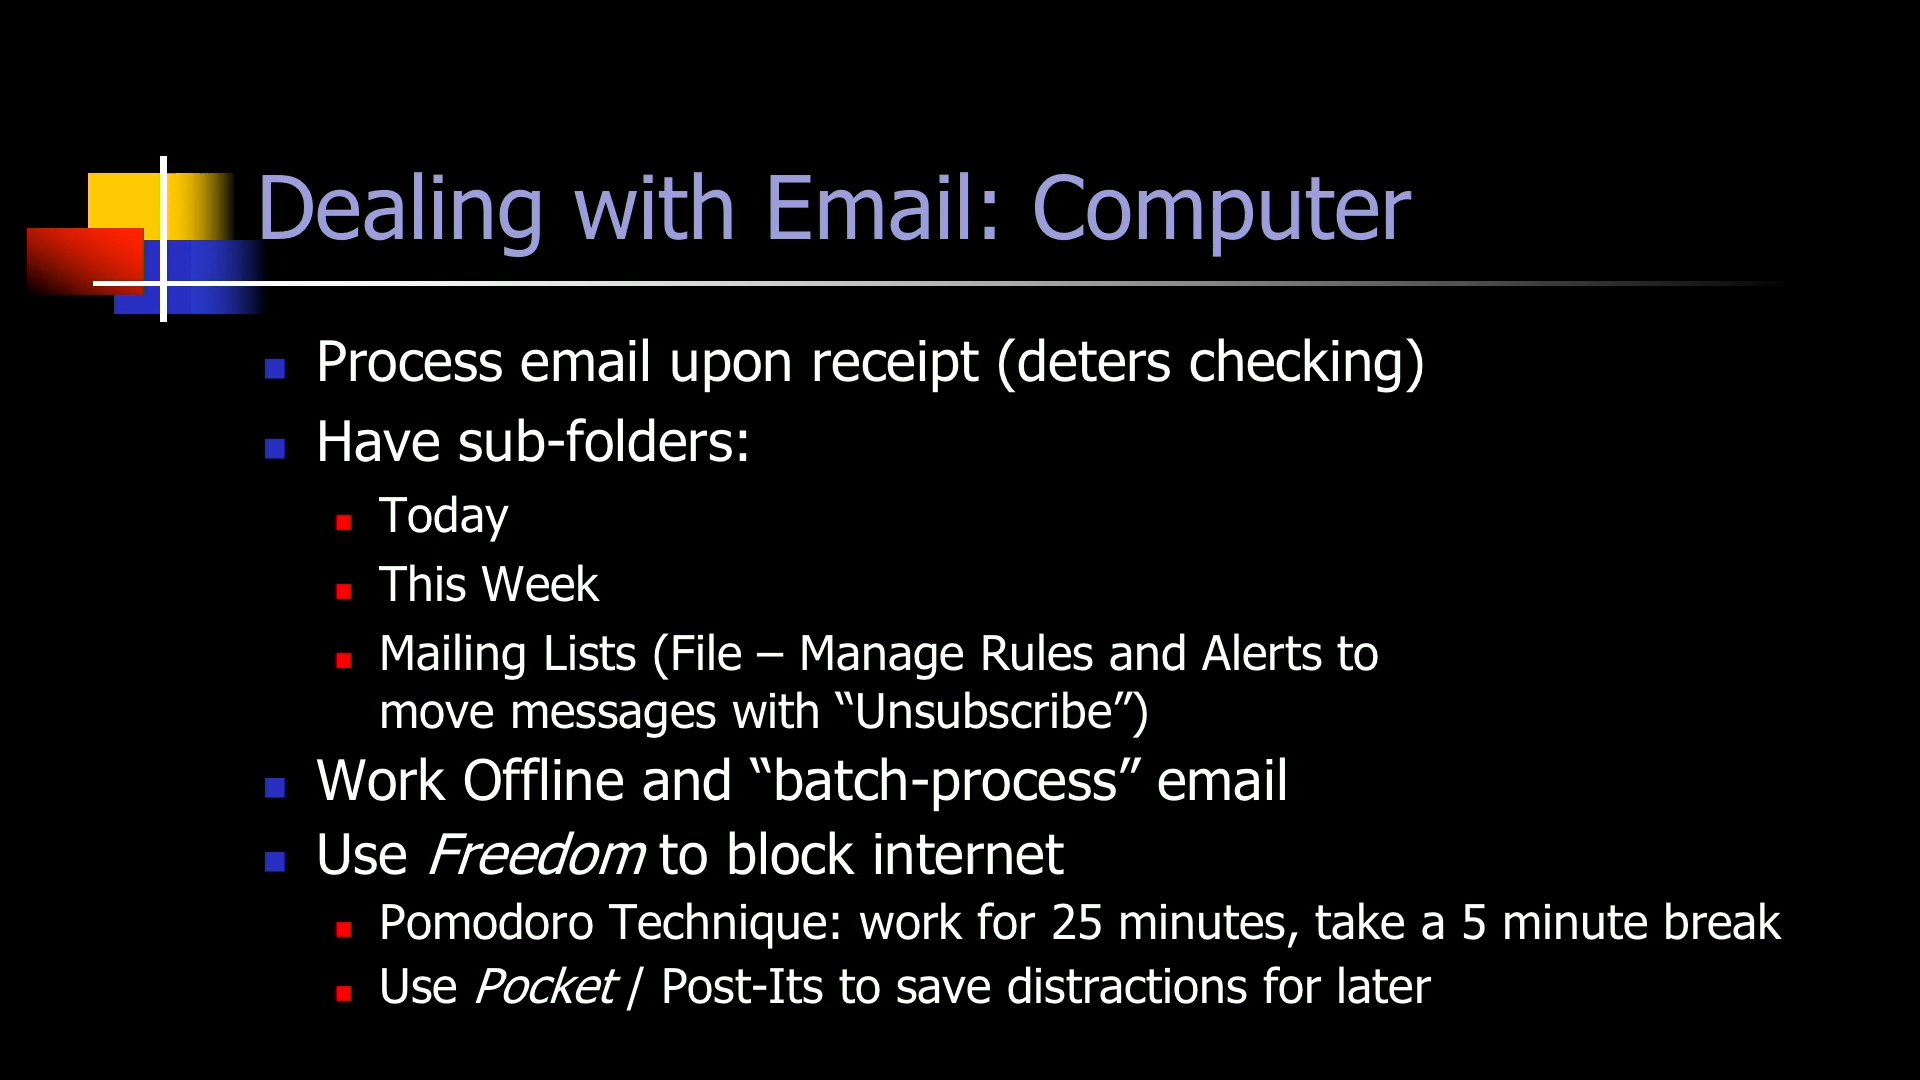 Dealing with Email: Computer
Process email upon receipt (deters checking)
Have sub-folders:
Today
This Week
Mailing Lists (File – Manage Rules and Alerts to
move messages with “Unsubscribe”)
Work Offline and “batch-process” email
Use Freedom to block internet
Pomodoro Technique: work for 25 minutes, take a 5 minute break
Use Pocket / Post-Its to save distractions for later